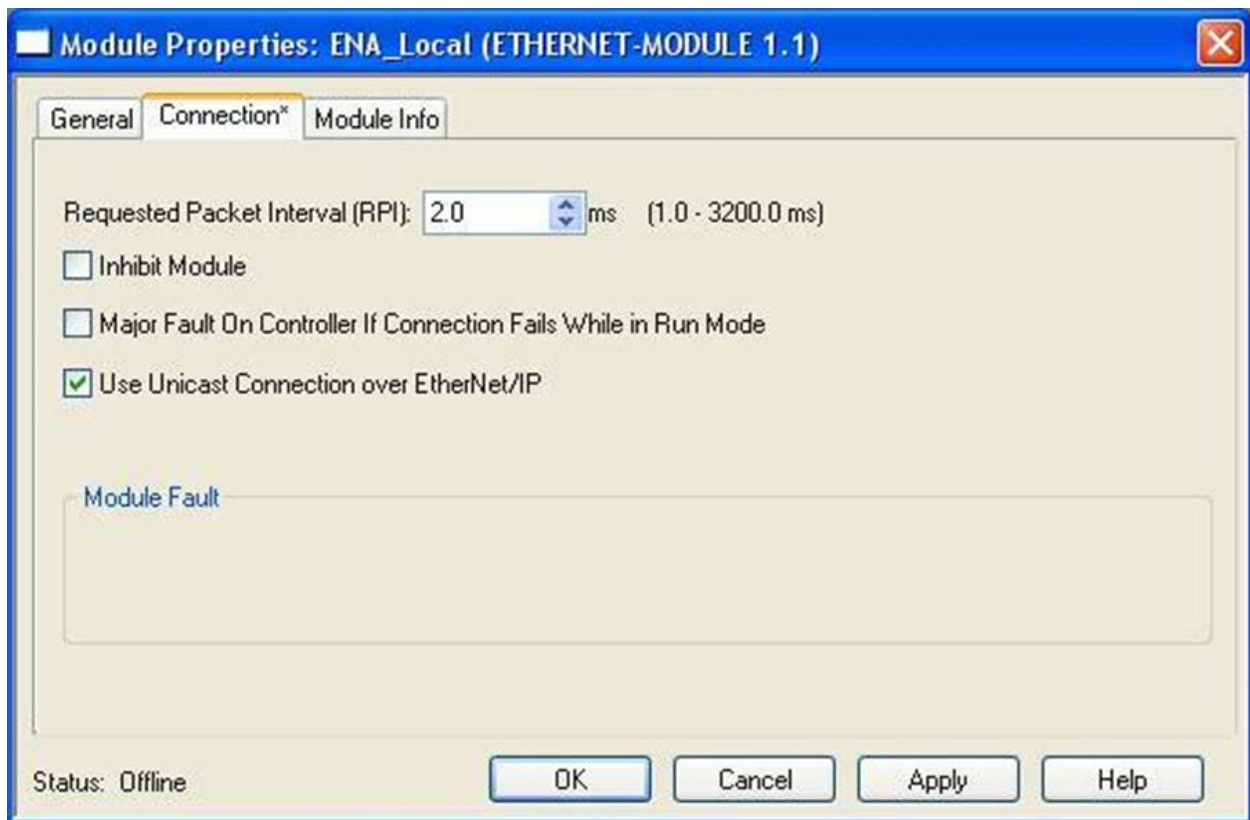 Module Properties: ENA_Local (ETHERNET-MODULE 1.1)
General Connection* Module Info
Requested Packet Interval (RPI): 2.0 ms (1.0 - 3200.0 ms)
Inhibit Module
Major Fault On Controller If Connection Fails While in Run Mode
Use Unicast Connection over EtherNet/IP
Module Fault
Status: Offline OK Cancel Apply Help